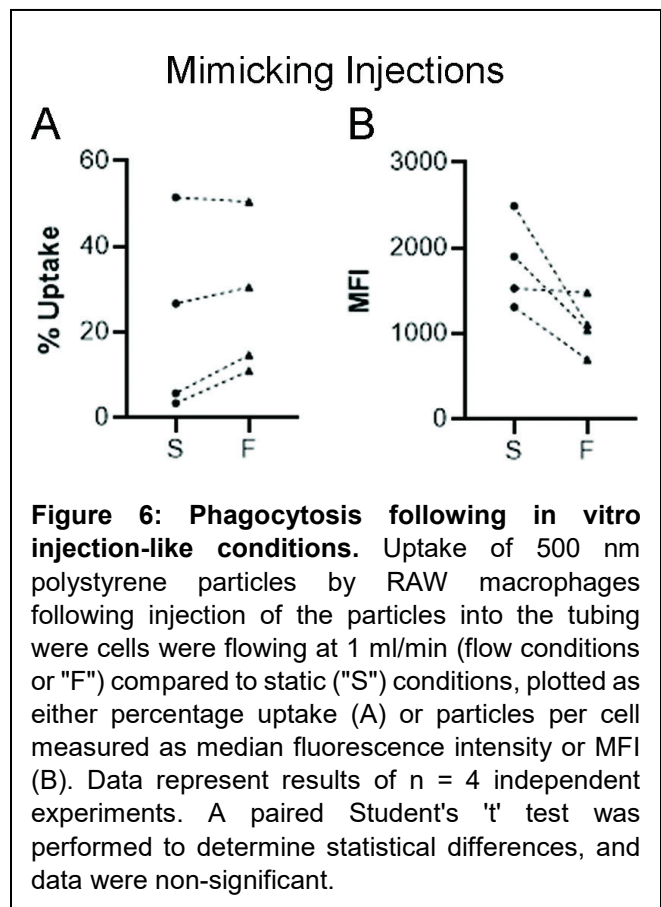 Mimicking Injections
A
B
60
40
20
0
% Uptake
S
F
3000
2000
1000
0
MFI
S
F
Figure 6: Phagocytosis following in vitro
injection-like conditions. Uptake of 500 nm
polystyrene particles by RAW macrophages
following injection of the particles into the tubing
were cells were flowing at 1 ml/min (flow conditions
or "F") compared to static ("S") conditions, plotted as
either percentage uptake (A) or particles per cell
measured as median fluorescence intensity or MFI
(B). Data represent results of n = 4 independent
experiments. A paired Student's 't' test was
performed to determine statistical differences, and
data were non-significant.